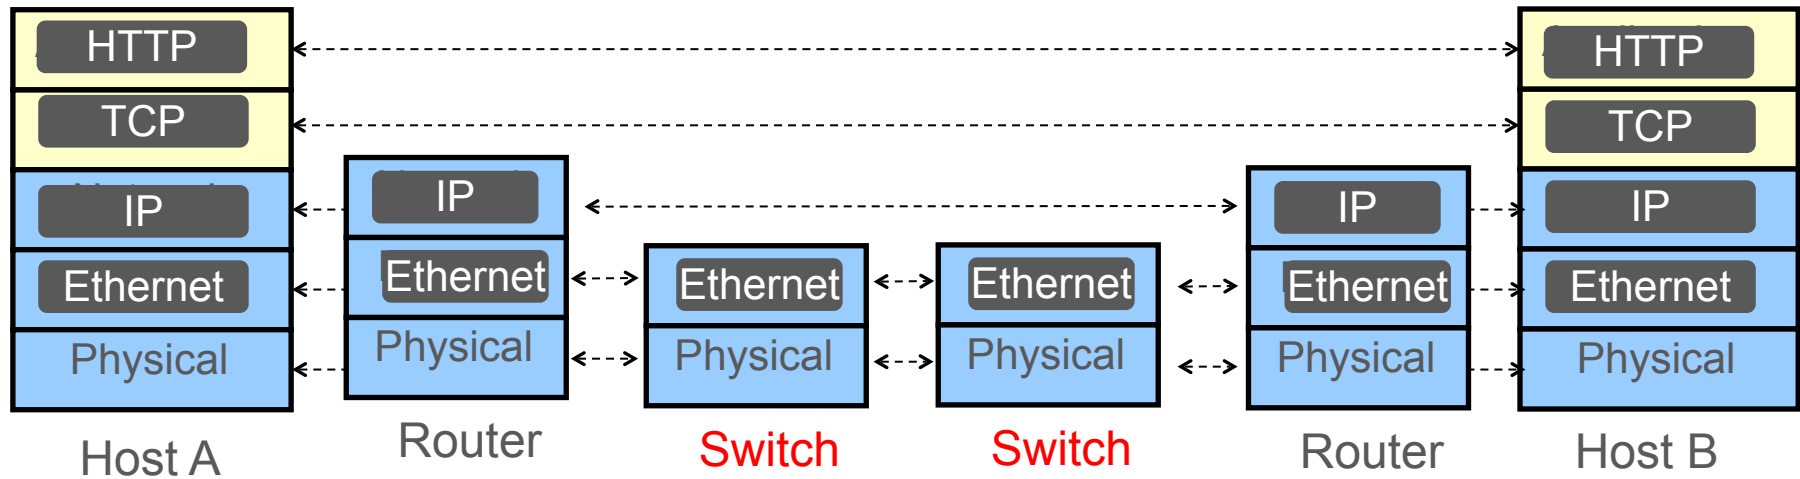 HTTP
TCP
IP
Ethernet
Physical
Host A
IP
Ethernet
Physical
Router
Ethernet
Physical
Switch
Ethernet
Physical
Switch
IP
Ethernet
Physical
Router
HTTP
TCP
IP
Ethernet
Physical
Host B